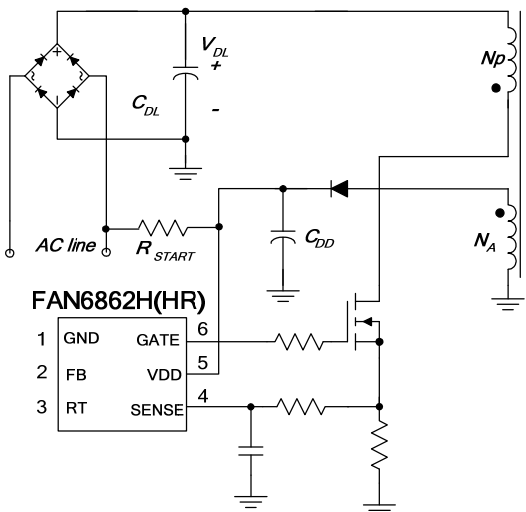 V_DL
+
Np
+
C_DL
-
~
~
-
AC line
R_START
C_DD
N_A
FAN6862H(HR)
1 GND GATE 6
2 FB VDD 5
3 RT SENSE 4